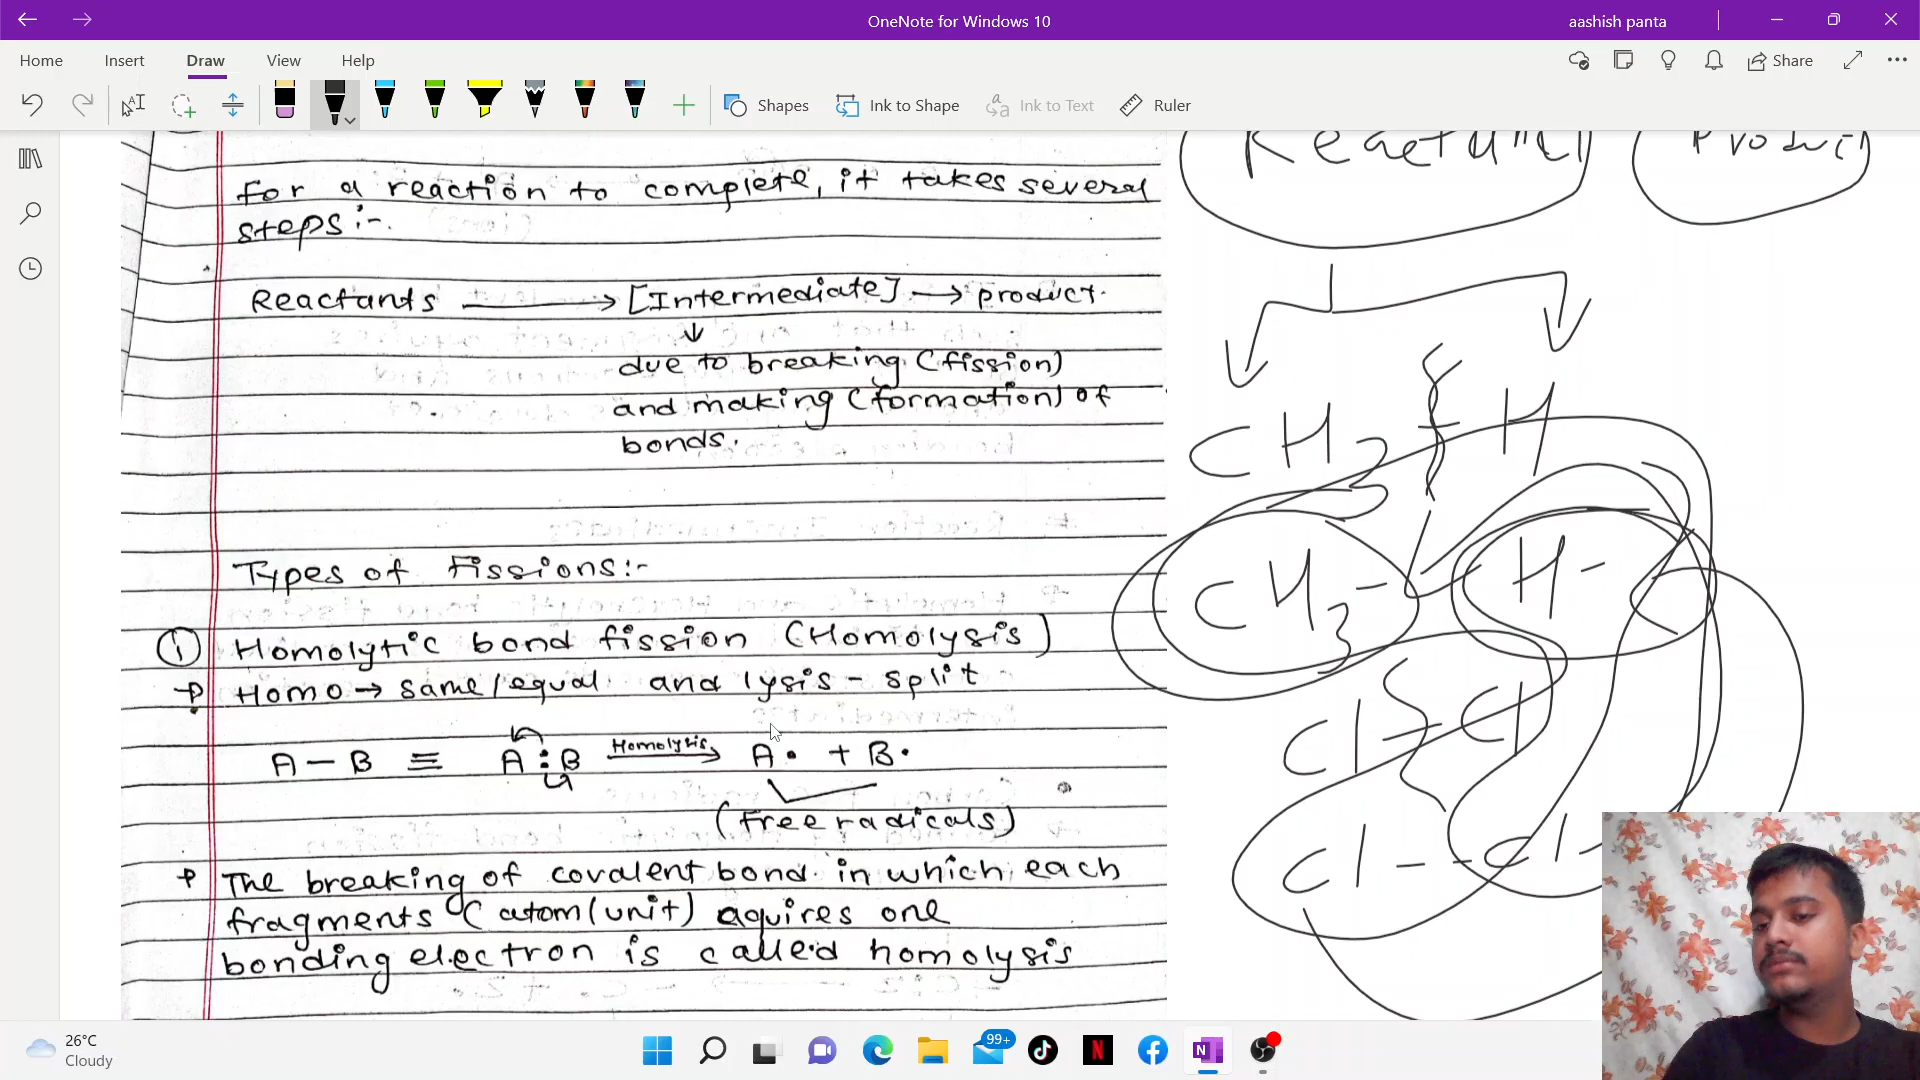 OneNote for Windows 10
aashish panta
Home Insert Draw View Help
Share
Shapes
Ink to Shape
Ink to Text
Ruler
for a reaction to complete, it takes several
steps :-
Reactants → [Intermediate] → product.
↓
due to breaking (fission)
and making (formation) of
bonds.
Types of Fissions :-
① Homolytic bond fission (Homolysis)
Homo → same/equal and lysis - split
A — B ≡ A : B Homolysis → A• + B•
(free radicals)
The breaking of covalent bond in which each
fragments (atom/unit) aquires one
bonding electron is called homolysis
Reactant
Product
CH3 - H
CH3 - H -
Cl - Cl
Cl - - Cl -
26°C
Cloudy
99+